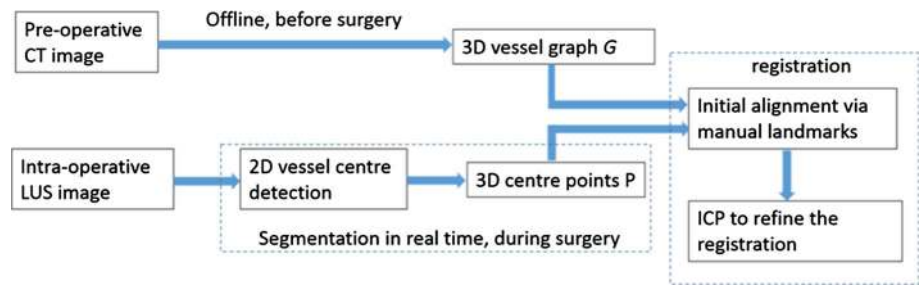 Offline, before surgery
Pre-operative
CT image
3D vessel graph G
registration
Initial alignment via
manual landmarks
Intra-operative
LUS image
2D vessel centre
detection
3D centre points P
Segmentation in real time, during surgery
ICP to refine the
registration